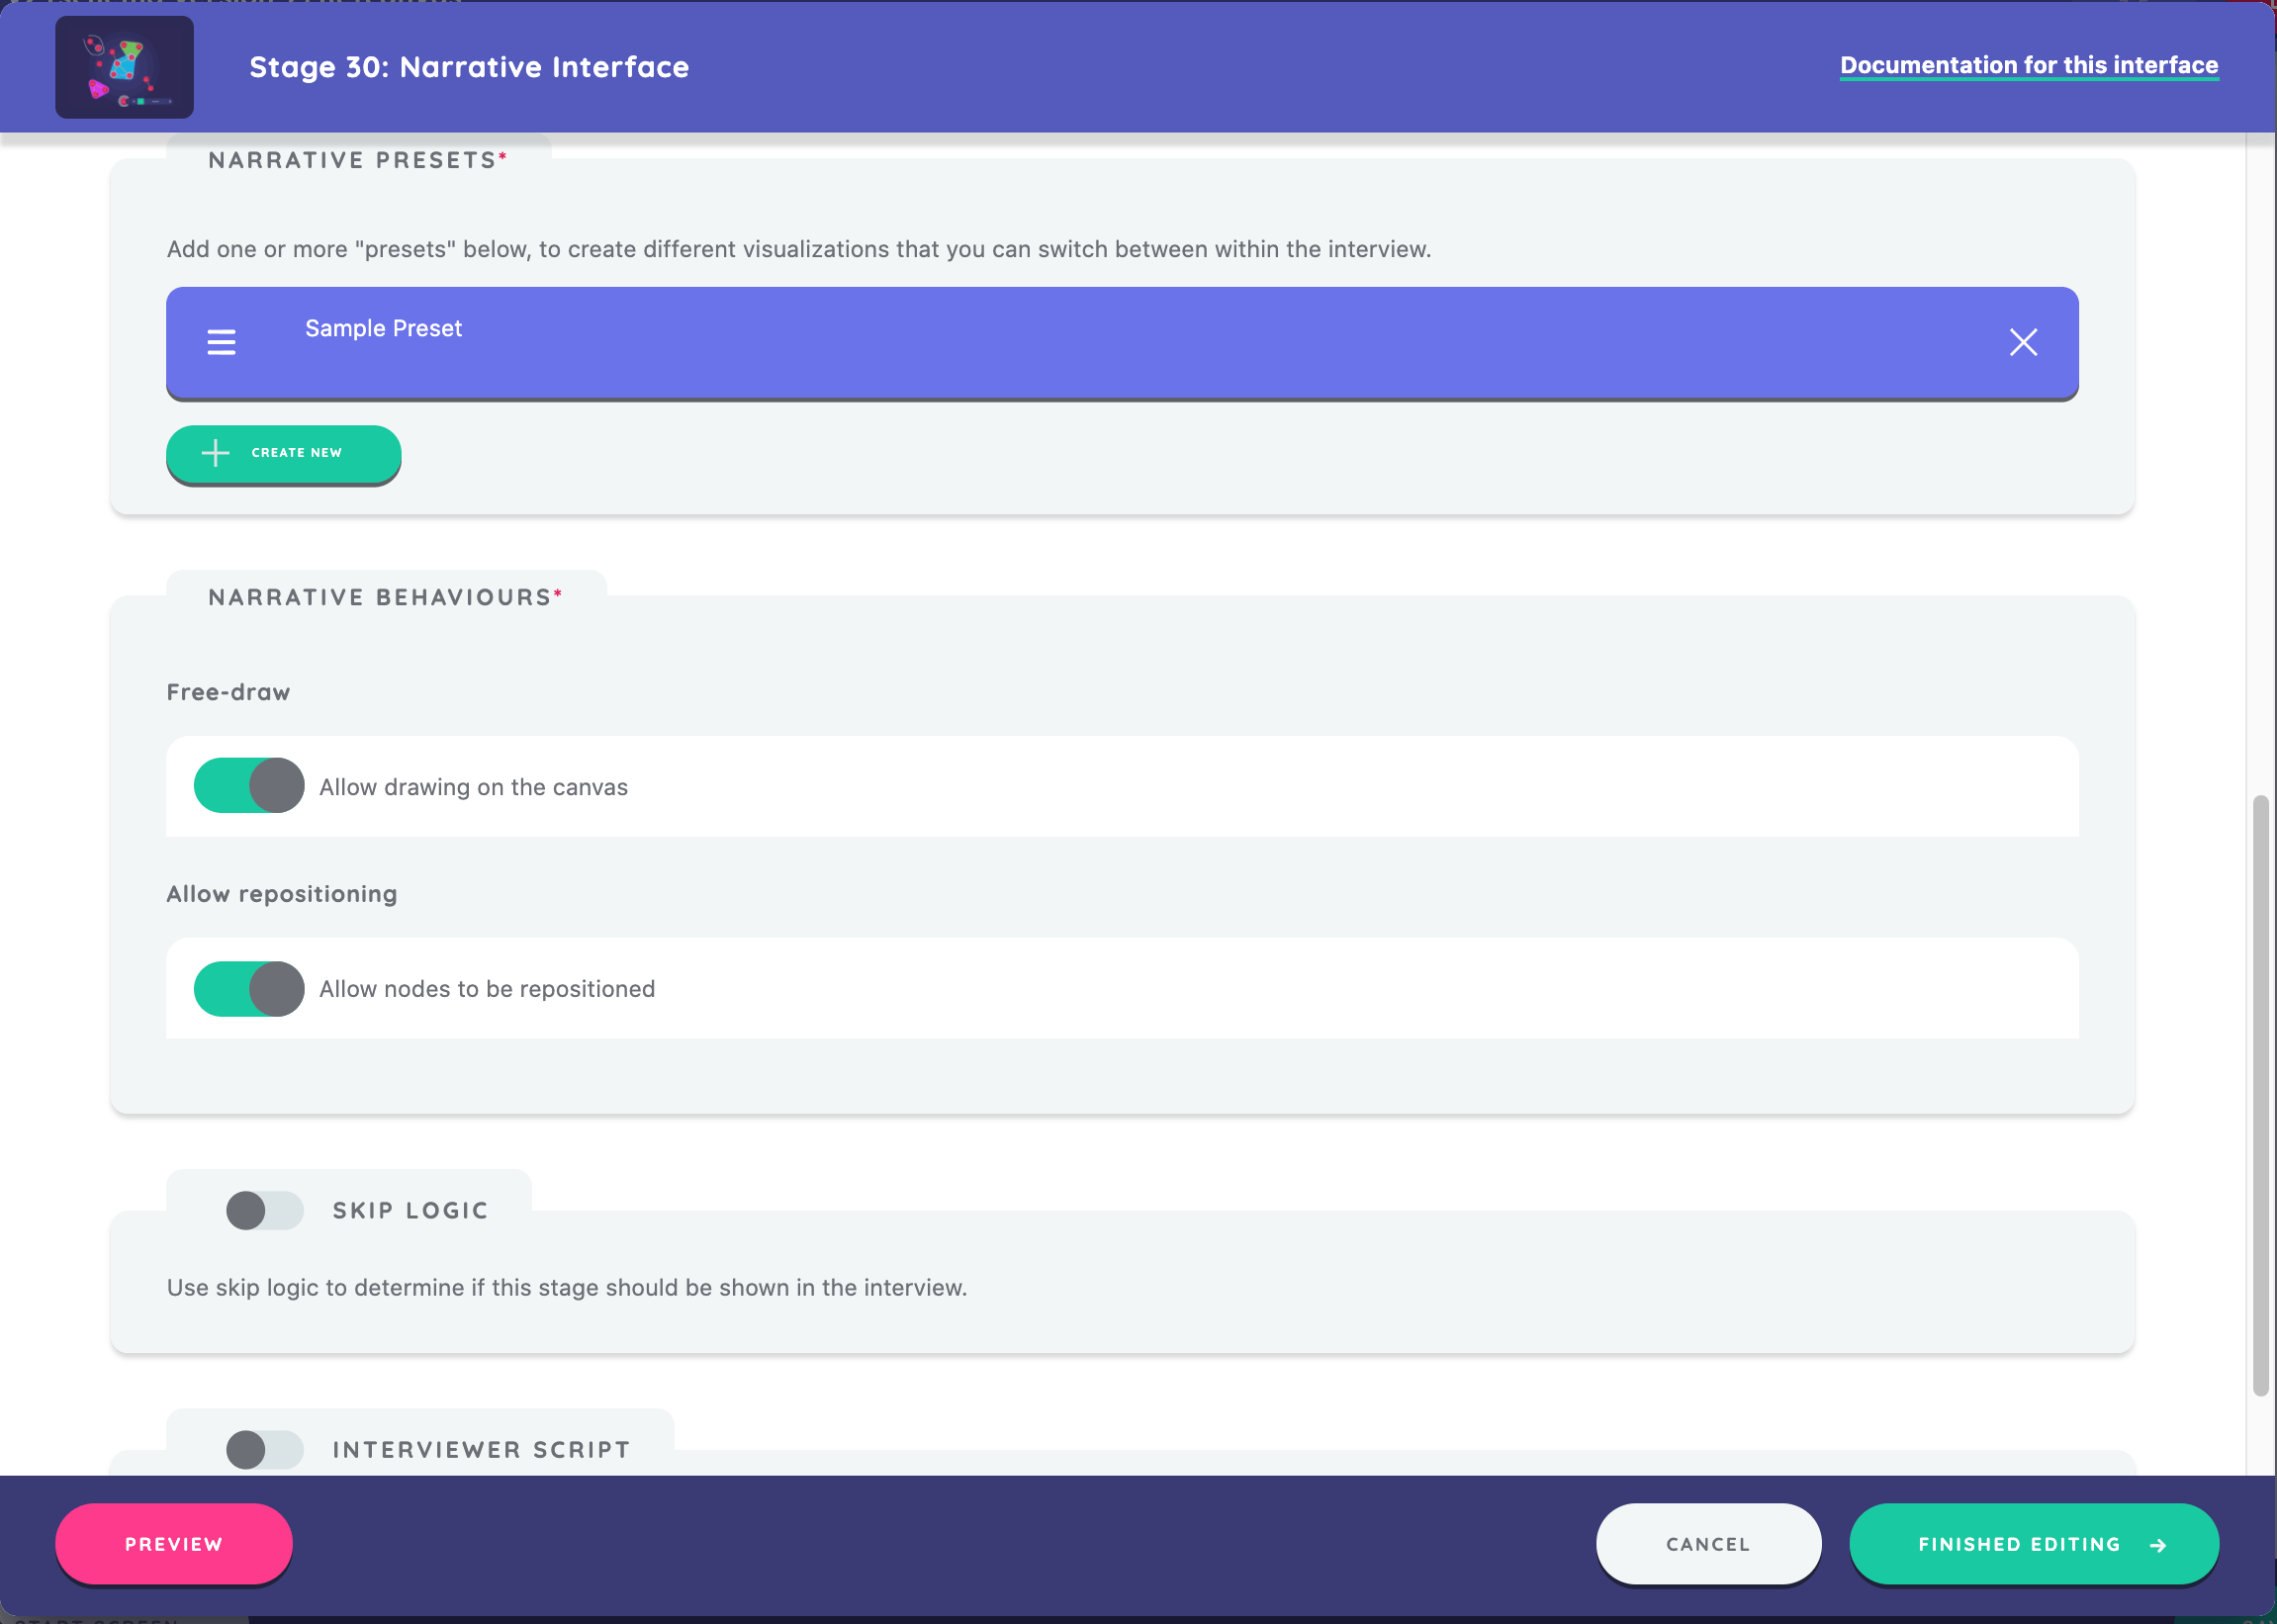 Stage 30: Narrative Interface
Documentation for this interface
NARRATIVE PRESETS*
Add one or more "presets" below, to create different visualizations that you can switch between within the interview.
Sample Preset
CREATE NEW
NARRATIVE BEHAVIOURS*
Free-draw
Allow drawing on the canvas
Allow repositioning
Allow nodes to be repositioned
SKIP LOGIC
Use skip logic to determine if this stage should be shown in the interview.
INTERVIEWER SCRIPT
PREVIEW
CANCEL
FINISHED EDITING